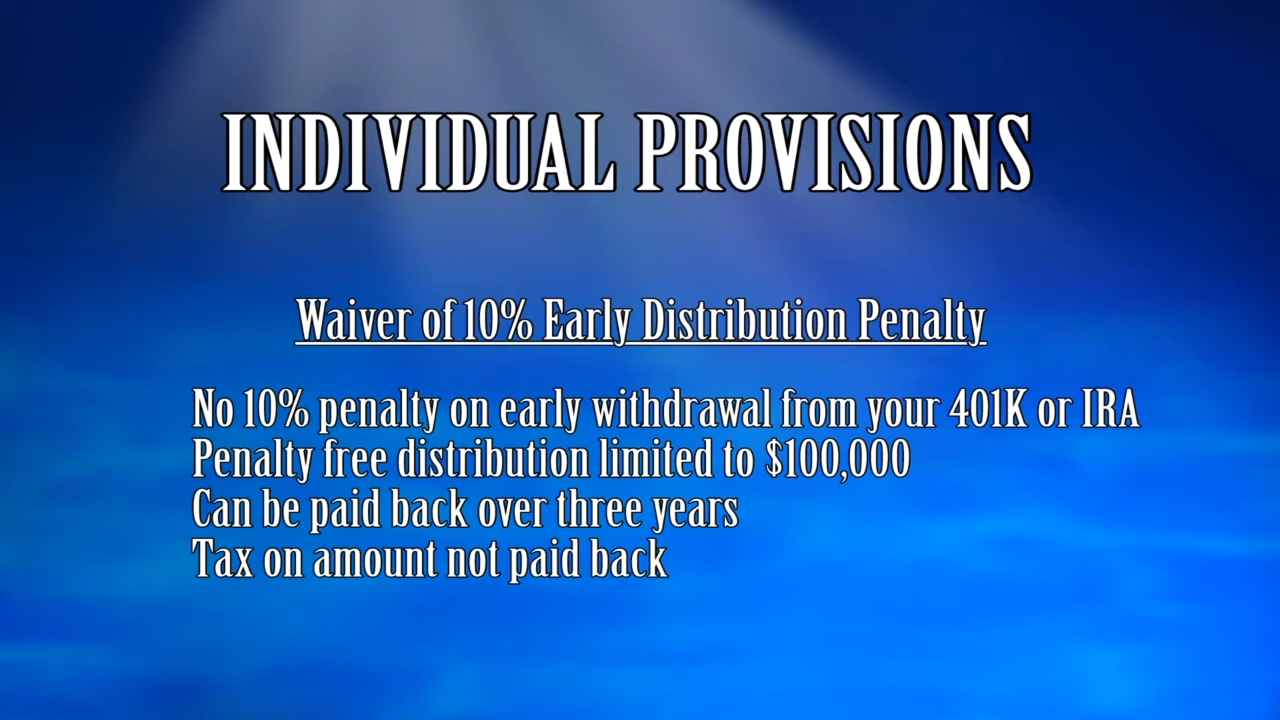 INDIVIDUAL PROVISIONS
Waiver of 10% Early Distribution Penalty
No 10% penalty on early withdrawal from your 401K or IRA
Penalty free distribution limited to $100,000
Can be paid back over three years
Tax on amount not paid back